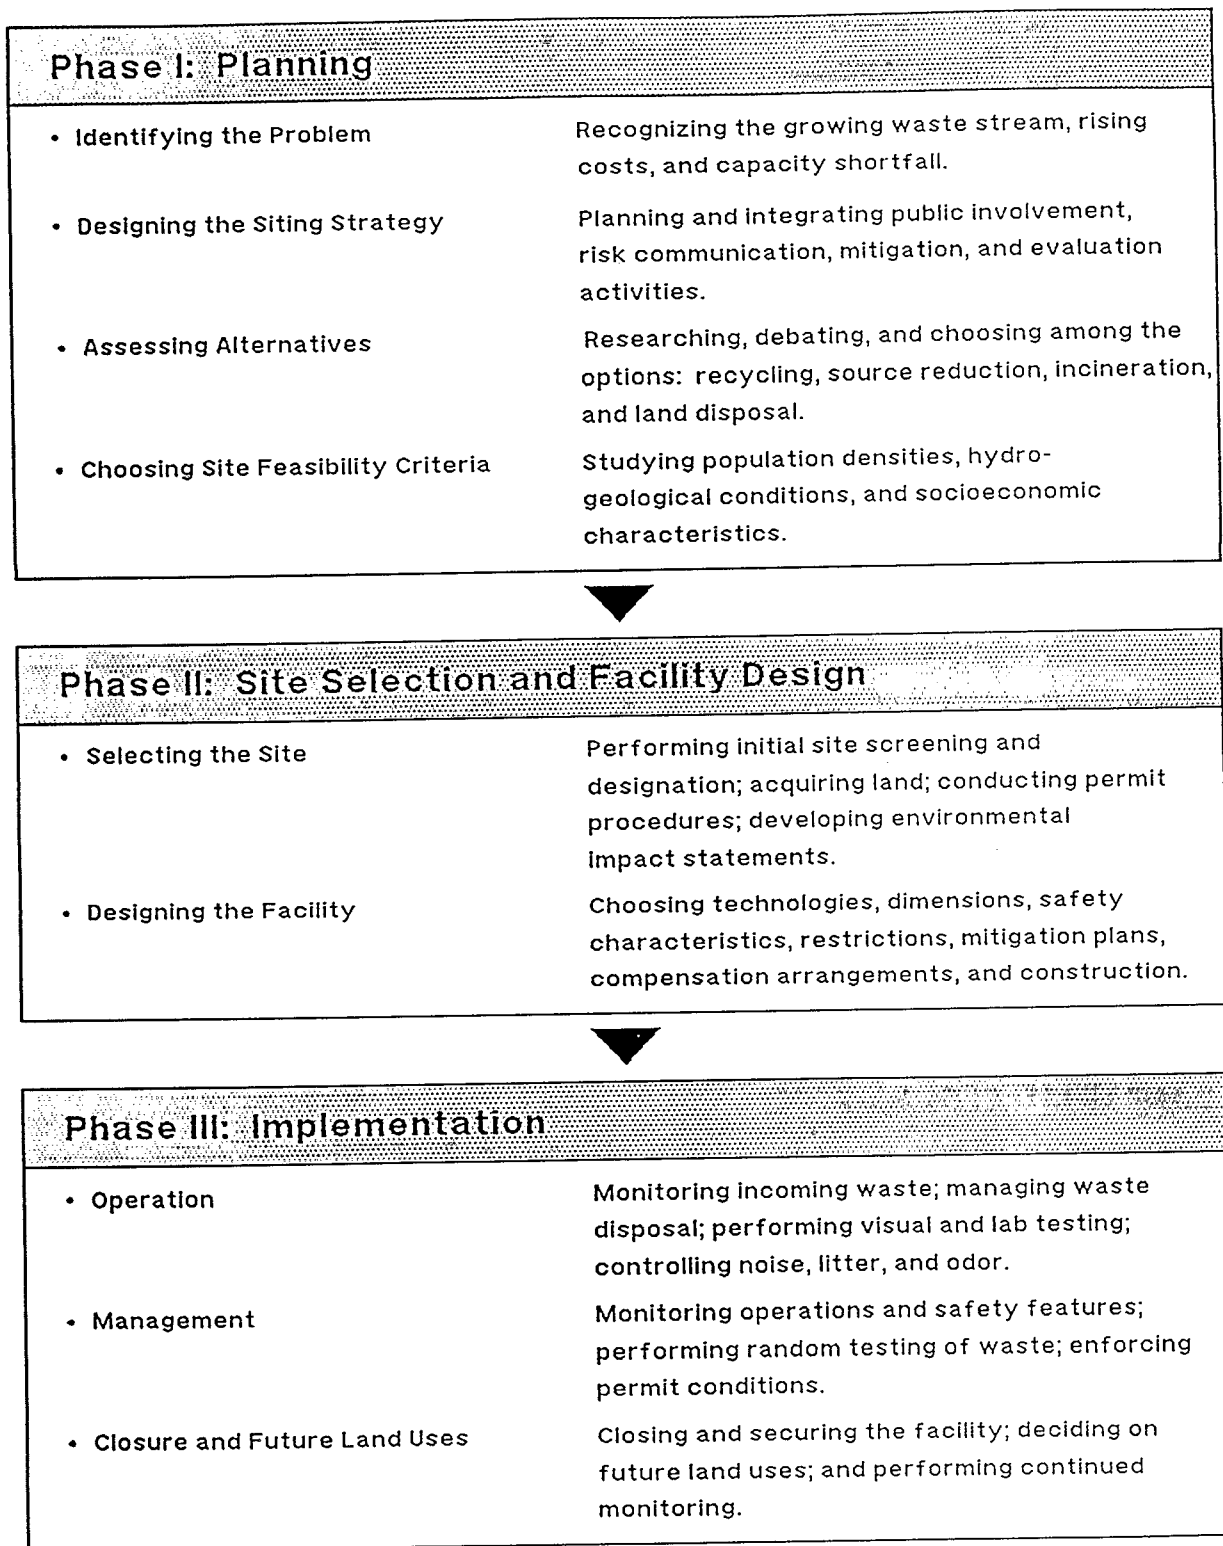 Phase I: Planning
• Identifying the Problem
Recognizing the growing waste stream, rising
costs, and capacity shortfall.
• Designing the Siting Strategy
Planning and integrating public involvement,
risk communication, mitigation, and evaluation
activities.
• Assessing Alternatives
Researching, debating, and choosing among the
options: recycling, source reduction, incineration,
and land disposal.
• Choosing Site Feasibility Criteria
Studying population densities, hydro-
geological conditions, and socioeconomic
characteristics.
Phase II: Site Selection and Facility Design
• Selecting the Site
Performing initial site screening and
designation; acquiring land; conducting permit
procedures; developing environmental
impact statements.
• Designing the Facility
Choosing technologies, dimensions, safety
characteristics, restrictions, mitigation plans,
compensation arrangements, and construction.
Phase III: Implementation
• Operation
Monitoring incoming waste; managing waste
disposal; performing visual and lab testing;
controlling noise, litter, and odor.
• Management
Monitoring operations and safety features;
performing random testing of waste; enforcing
permit conditions.
• Closure and Future Land Uses
Closing and securing the facility; deciding on
future land uses; and performing continued
monitoring.